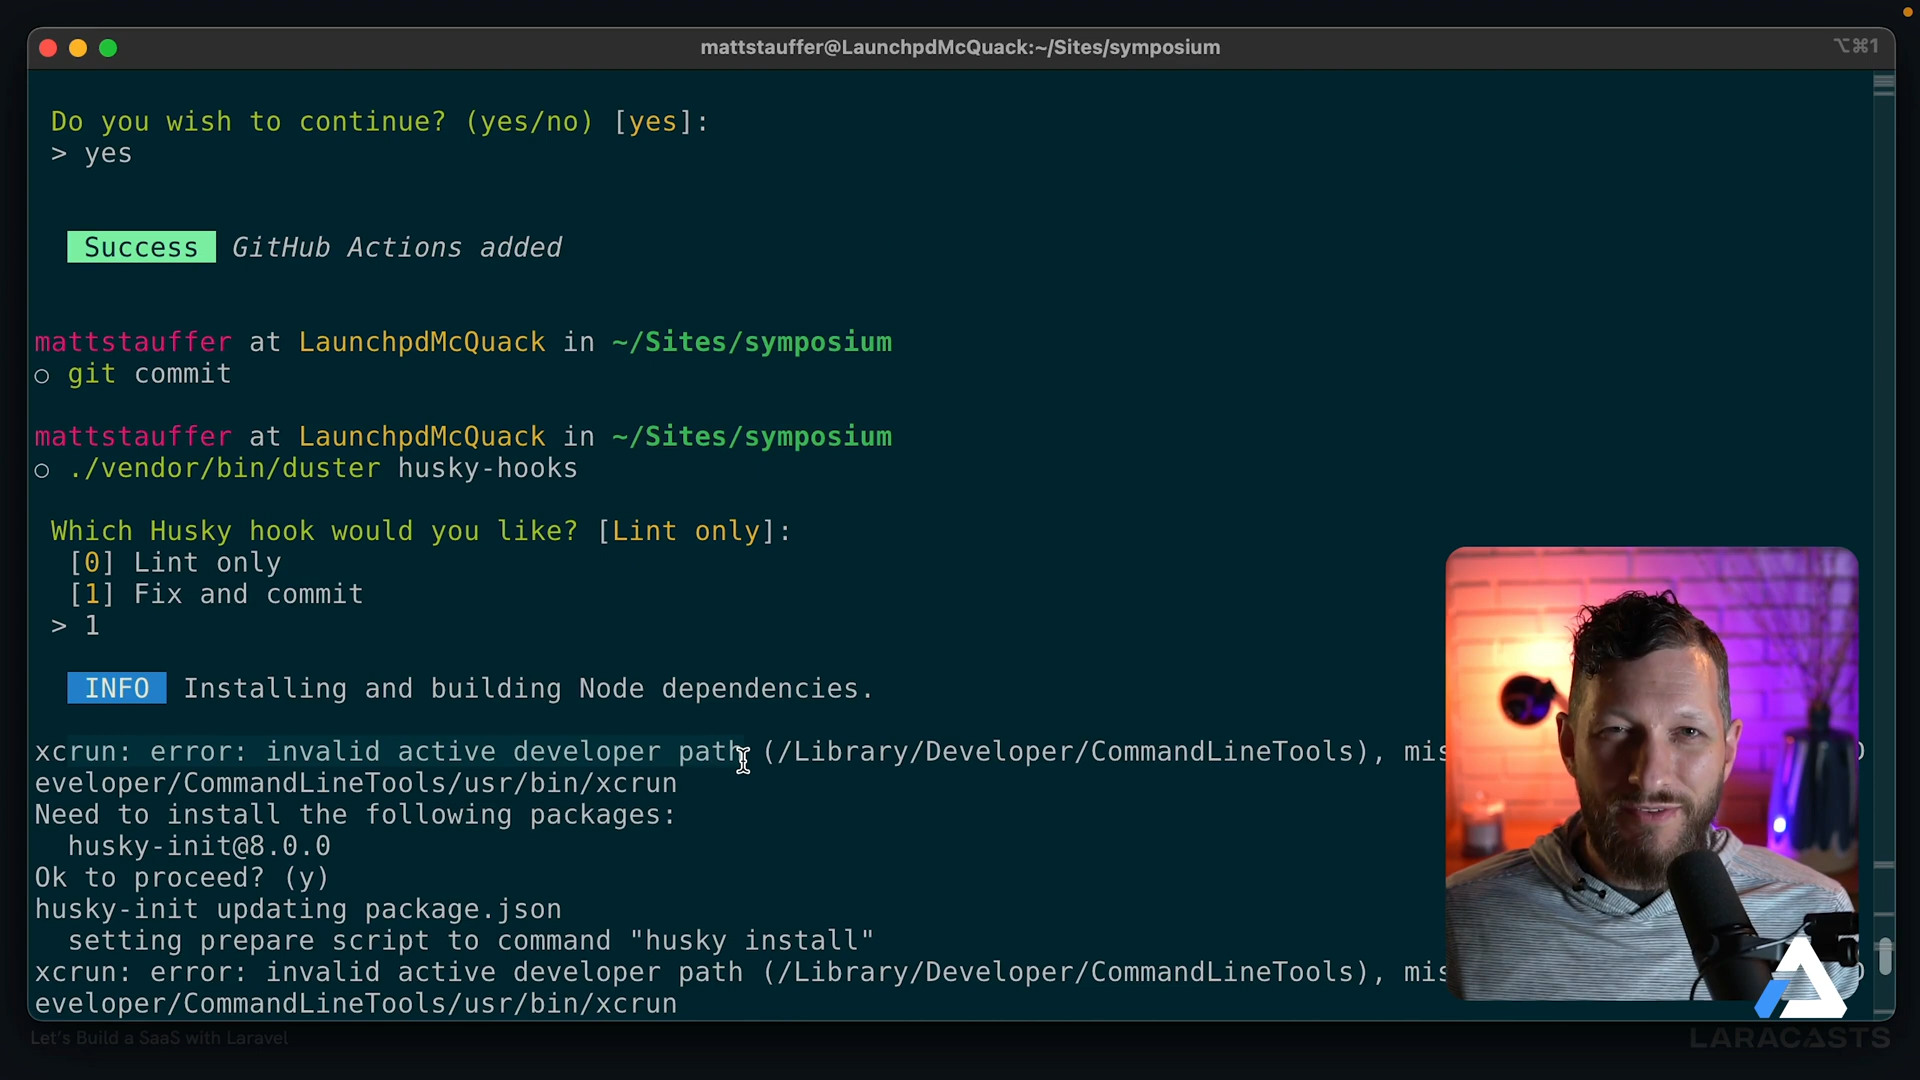 mattstauffer@LaunchpdMcQuack:~/Sites/symposium
⌥⌘1
Do you wish to continue? (yes/no) [yes]:
> yes
Success GitHub Actions added
mattstauffer at LaunchpdMcQuack in ~/Sites/symposium
○ git commit
mattstauffer at LaunchpdMcQuack in ~/Sites/symposium
○ ./vendor/bin/duster husky-hooks
Which Husky hook would you like? [Lint only]:
[0] Lint only
[1] Fix and commit
> 1
INFO Installing and building Node dependencies.
xcrun: error: invalid active developer path (/Library/Developer/CommandLineTools), mis
eveloper/CommandLineTools/usr/bin/xcrun
Need to install the following packages:
husky-init@8.0.0
Ok to proceed? (y)
husky-init updating package.json
setting prepare script to command "husky install"
xcrun: error: invalid active developer path (/Library/Developer/CommandLineTools), mis
eveloper/CommandLineTools/usr/bin/xcrun
Let's Build a SaaS with Laravel
LARACASTS